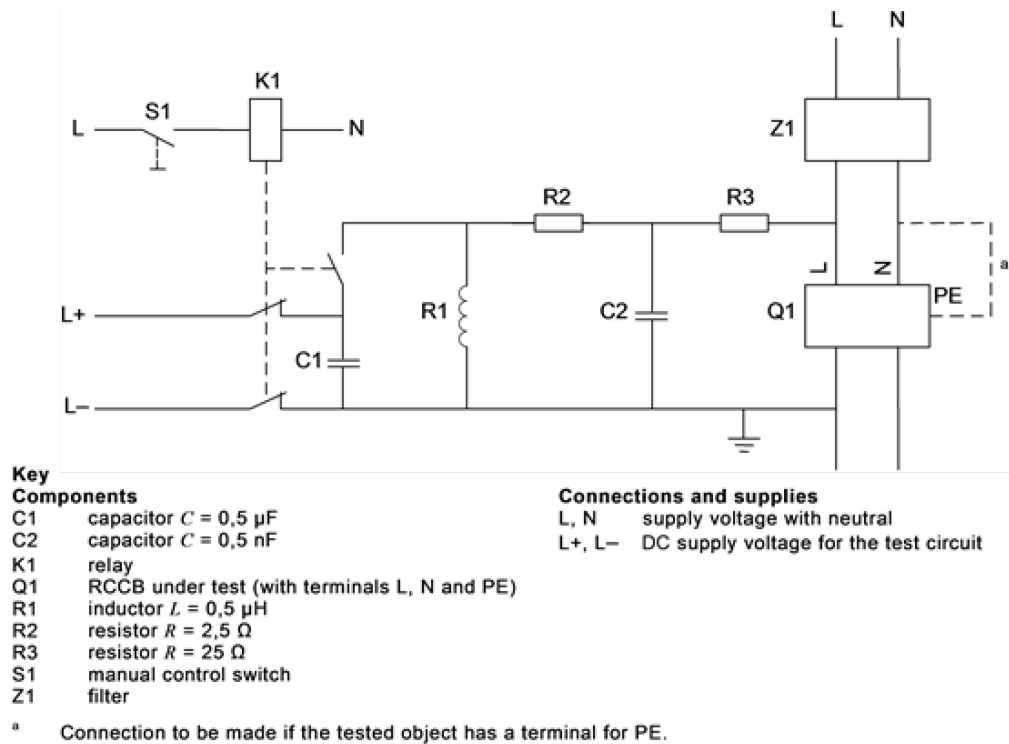 L N
K1
S1
Z1
L N
R2 R3
a
L N
PE
L+
R1 C2 Q1
C1
L–
Key
Components
C1 capacitor C = 0,5 µF
C2 capacitor C = 0,5 nF
K1 relay
Q1 RCCB under test (with terminals L, N and PE)
R1 inductor L = 0,5 µH
R2 resistor R = 2,5 Ω
R3 resistor R = 25 Ω
S1 manual control switch
Z1 filter
Connections and supplies
L, N supply voltage with neutral
L+, L– DC supply voltage for the test circuit
a Connection to be made if the tested object has a terminal for PE.